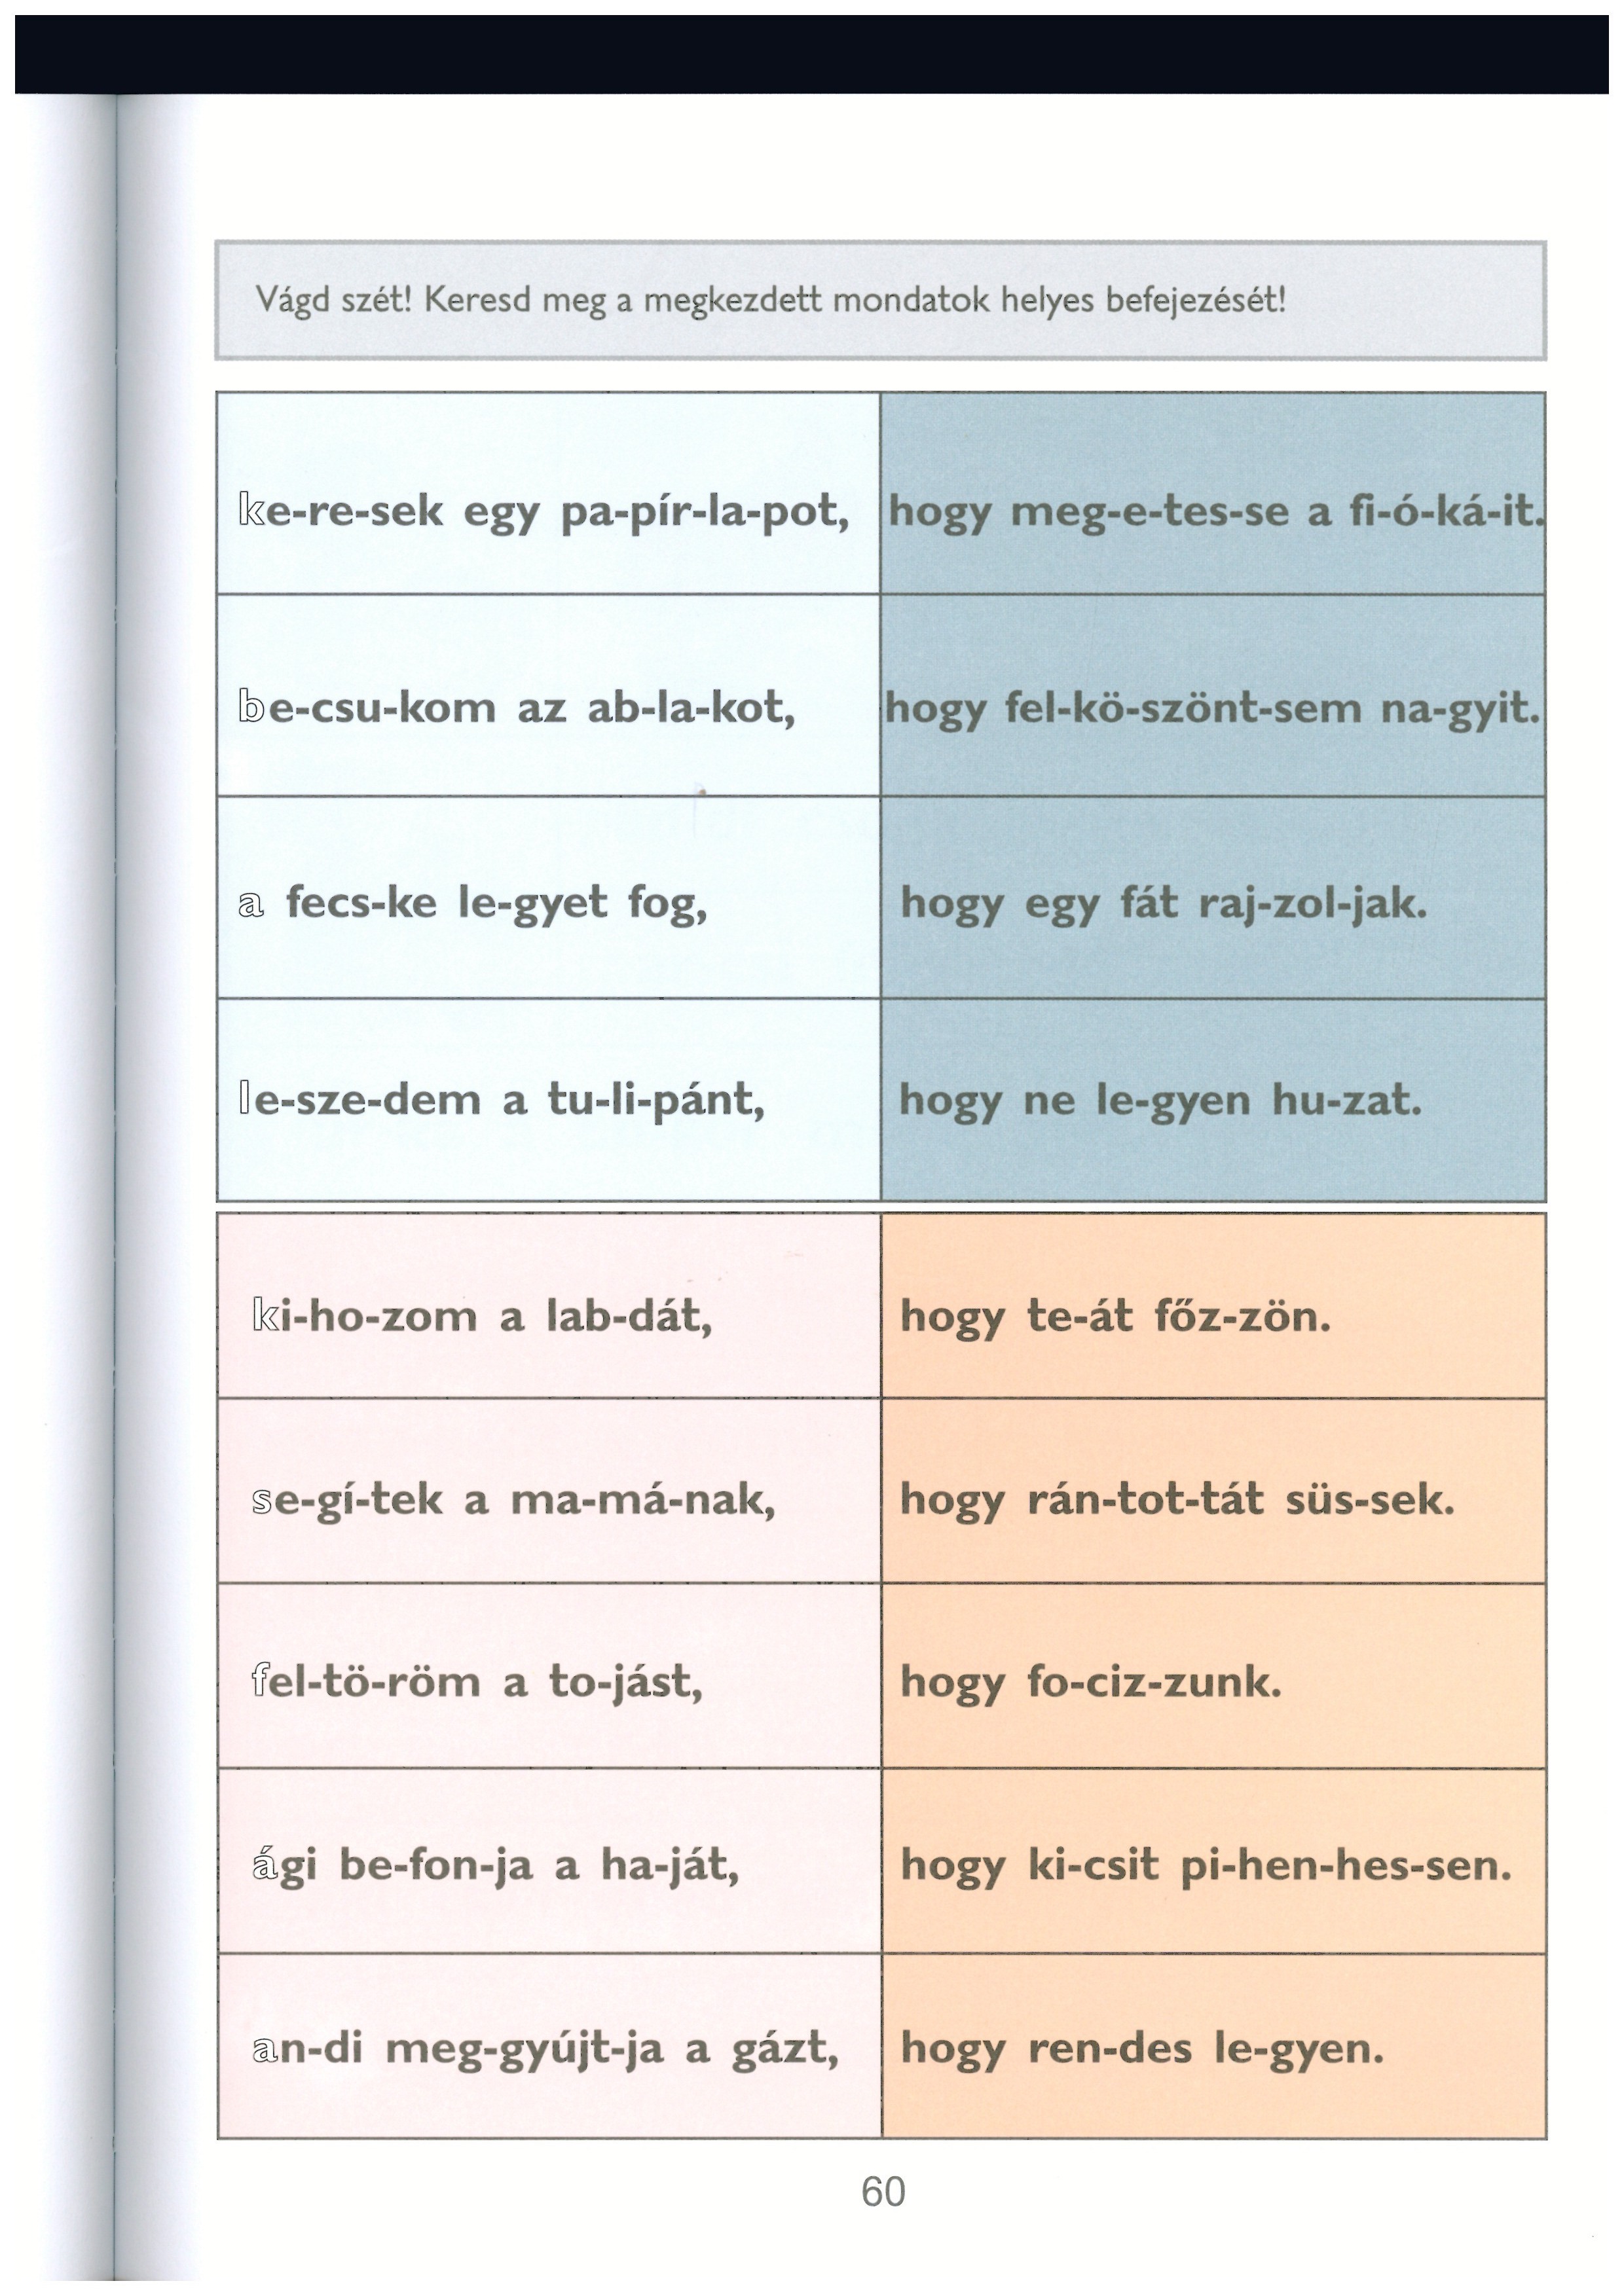 Vágd szét! Keresd meg a megkezdett mondatok helyes befejezését!
ke-re-sek egy pa-pír-la-pot, hogy meg-e-tes-se a fi-ó-ká-it.
be-csu-kom az ab-la-kot, hogy fel-kö-szönt-sem na-gyit.
a fecs-ke le-gyet fog, hogy egy fát raj-zol-jak.
le-sze-dem a tu-li-pánt, hogy ne le-gyen hu-zat.
ki-ho-zom a lab-dát, hogy te-át főz-zön.
se-gí-tek a ma-má-nak, hogy rán-tot-tát süs-sek.
fel-tö-röm a to-jást, hogy fo-ciz-zunk.
ági be-fon-ja a ha-ját, hogy ki-csit pi-hen-hes-sen.
an-di meg-gyújt-ja a gázt, hogy ren-des le-gyen.
60